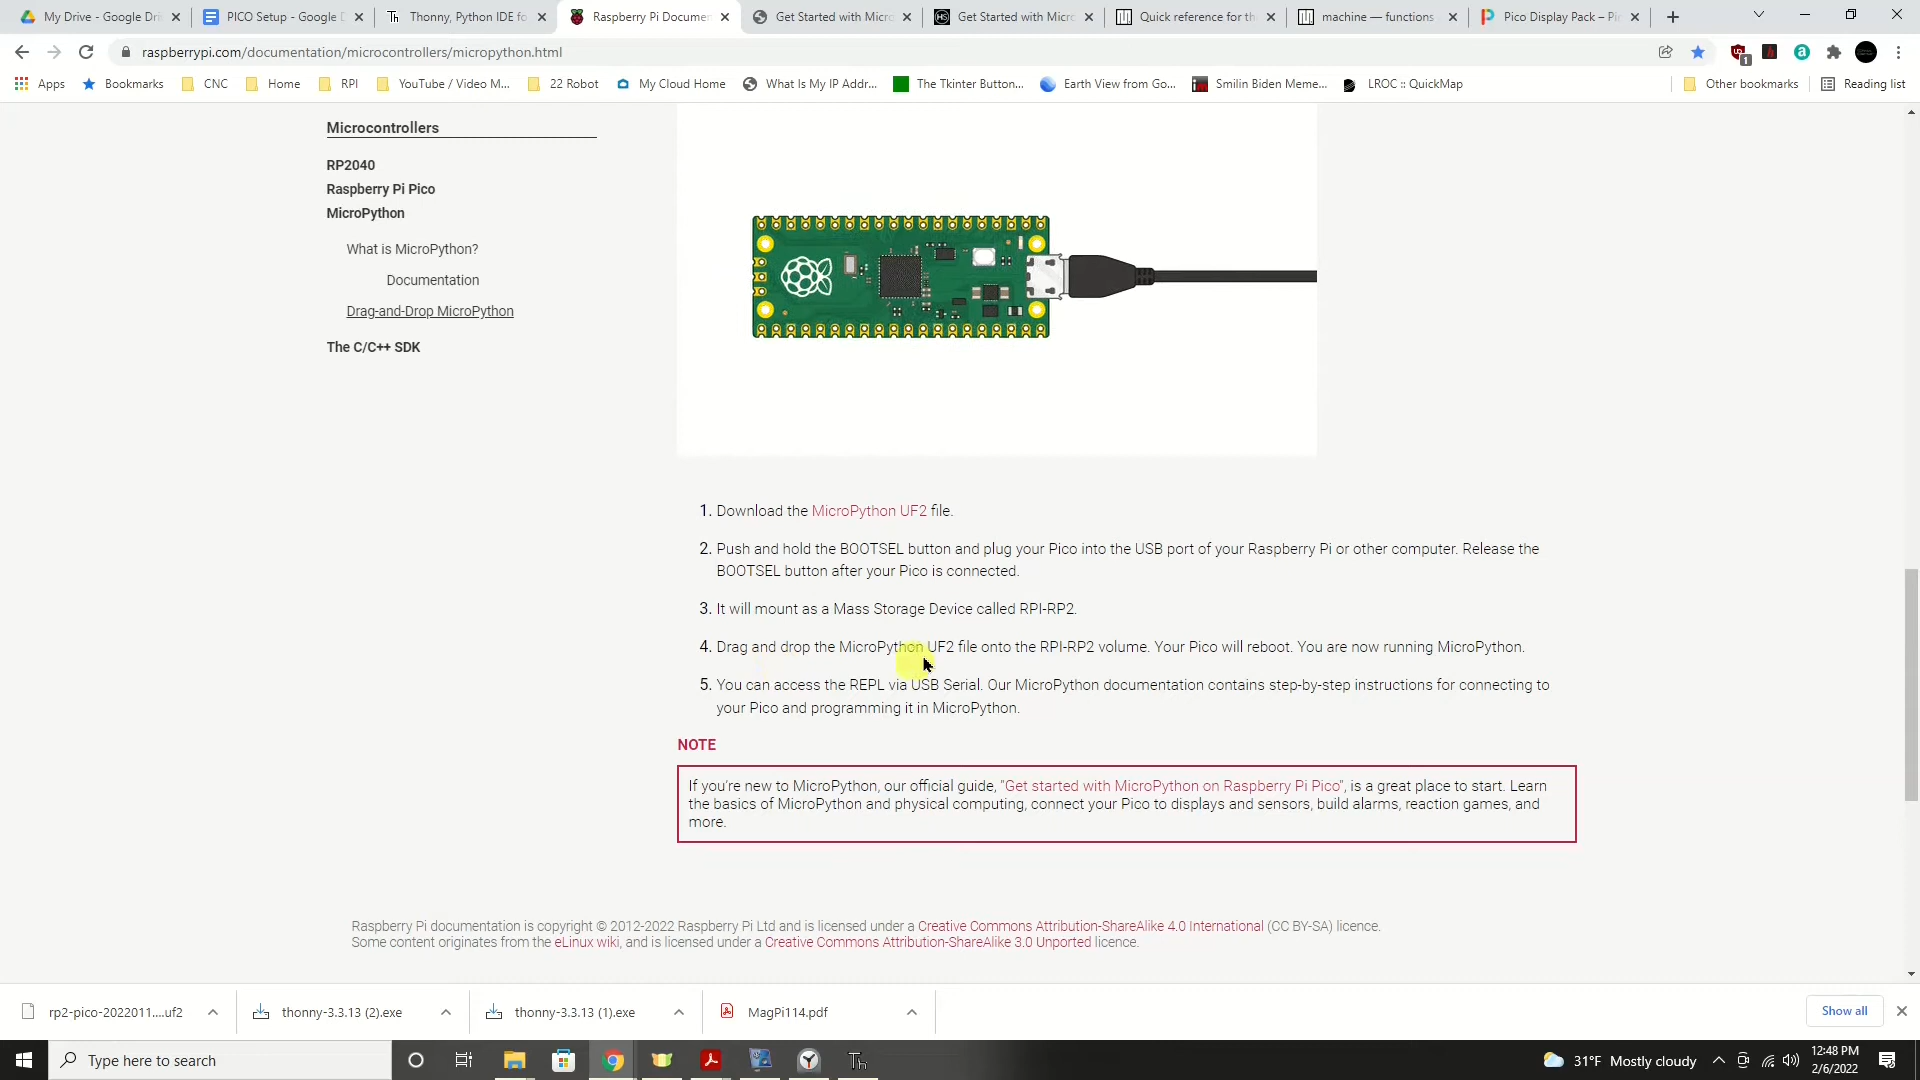 My Drive - Google Dri
PICO Setup - Google D
Thonny, Python IDE fo
Raspberry Pi Documen
Get Started with Micro
Get Started with Micro
Quick reference for th
machine — functions
Pico Display Pack – Pi
raspberrypi.com/documentation/microcontrollers/micropython.html
Apps
Bookmarks
CNC
Home
RPI
YouTube / Video M...
22 Robot
My Cloud Home
What Is My IP Addr...
The Tkinter Button...
Earth View from Go...
Smilin Biden Meme...
LROC :: QuickMap
Other bookmarks
Reading list
Microcontrollers
RP2040
Raspberry Pi Pico
MicroPython
What is MicroPython?
Documentation
Drag-and-Drop MicroPython
The C/C++ SDK
1. Download the MicroPython UF2 file.
2. Push and hold the BOOTSEL button and plug your Pico into the USB port of your Raspberry Pi or other computer. Release the
BOOTSEL button after your Pico is connected.
3. It will mount as a Mass Storage Device called RPI-RP2.
4. Drag and drop the MicroPython UF2 file onto the RPI-RP2 volume. Your Pico will reboot. You are now running MicroPython.
5. You can access the REPL via USB Serial. Our MicroPython documentation contains step-by-step instructions for connecting to
your Pico and programming it in MicroPython.
NOTE
If you're new to MicroPython, our official guide, "Get started with MicroPython on Raspberry Pi Pico", is a great place to start. Learn
the basics of MicroPython and physical computing, connect your Pico to displays and sensors, build alarms, reaction games, and
more.
Raspberry Pi documentation is copyright © 2012-2022 Raspberry Pi Ltd and is licensed under a Creative Commons Attribution-ShareAlike 4.0 International (CC BY-SA) licence.
Some content originates from the eLinux wiki, and is licensed under a Creative Commons Attribution-ShareAlike 3.0 Unported licence.
rp2-pico-2022011....uf2
thonny-3.3.13 (2).exe
thonny-3.3.13 (1).exe
MagPi114.pdf
Show all
Type here to search
31°F Mostly cloudy
12:48 PM
2/6/2022